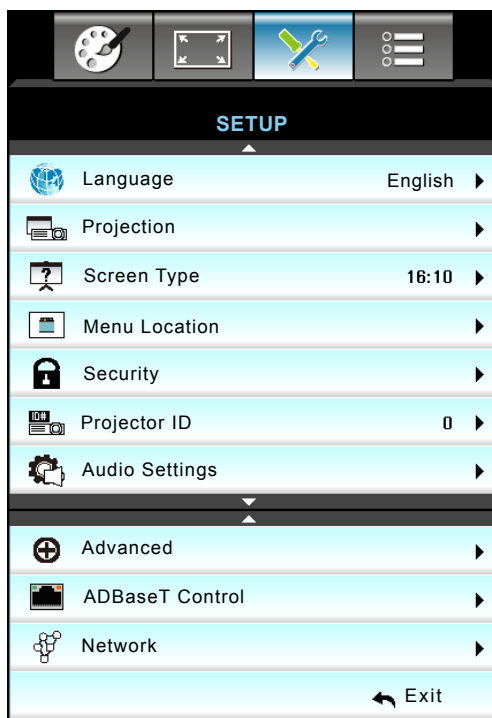 SETUP
Language English
Projection
Screen Type 16:10
Menu Location
Security
ID#
Projector ID 0
Audio Settings
Advanced
ADBaseT Control
Network
Exit